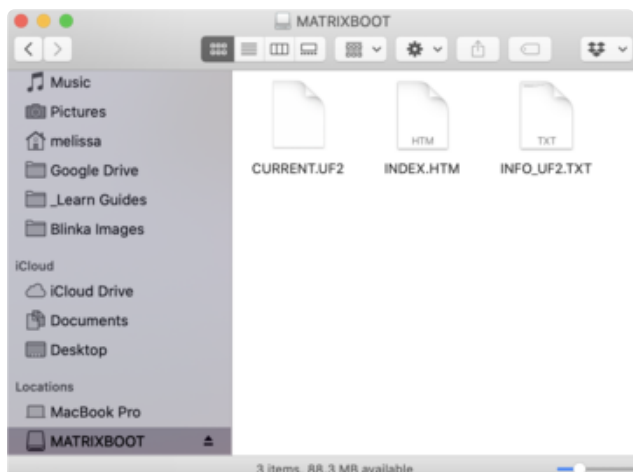 MATRIXBOOT
Music
Pictures
melissa
Google Drive
_Learn Guides
Blinka Images
iCloud
iCloud Drive
Documents
Desktop
Locations
MacBook Pro
MATRIXBOOT
HTM
TXT
CURRENT.UF2
INDEX.HTM
INFO_UF2.TXT
3 items, 88.3 MB available